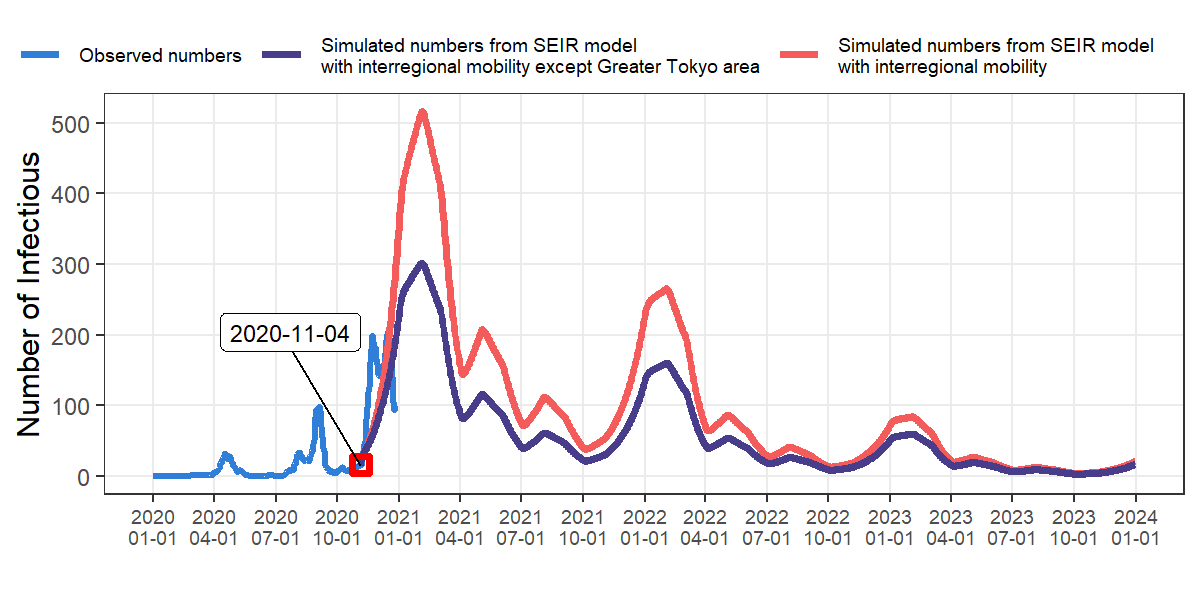 Observed numbers
Simulated numbers from SEIR model
with interregional mobility except Greater Tokyo area
Simulated numbers from SEIR model
with interregional mobility
Number of Infectious
500
400
300
200
100
0
2020-11-04
2020 2020 2020 2020 2021 2021 2021 2021 2022 2022 2022 2022 2023 2023 2023 2023 2024
01-01 04-01 07-01 10-01 01-01 04-01 07-01 10-01 01-01 04-01 07-01 10-01 01-01 04-01 07-01 10-01 01-01